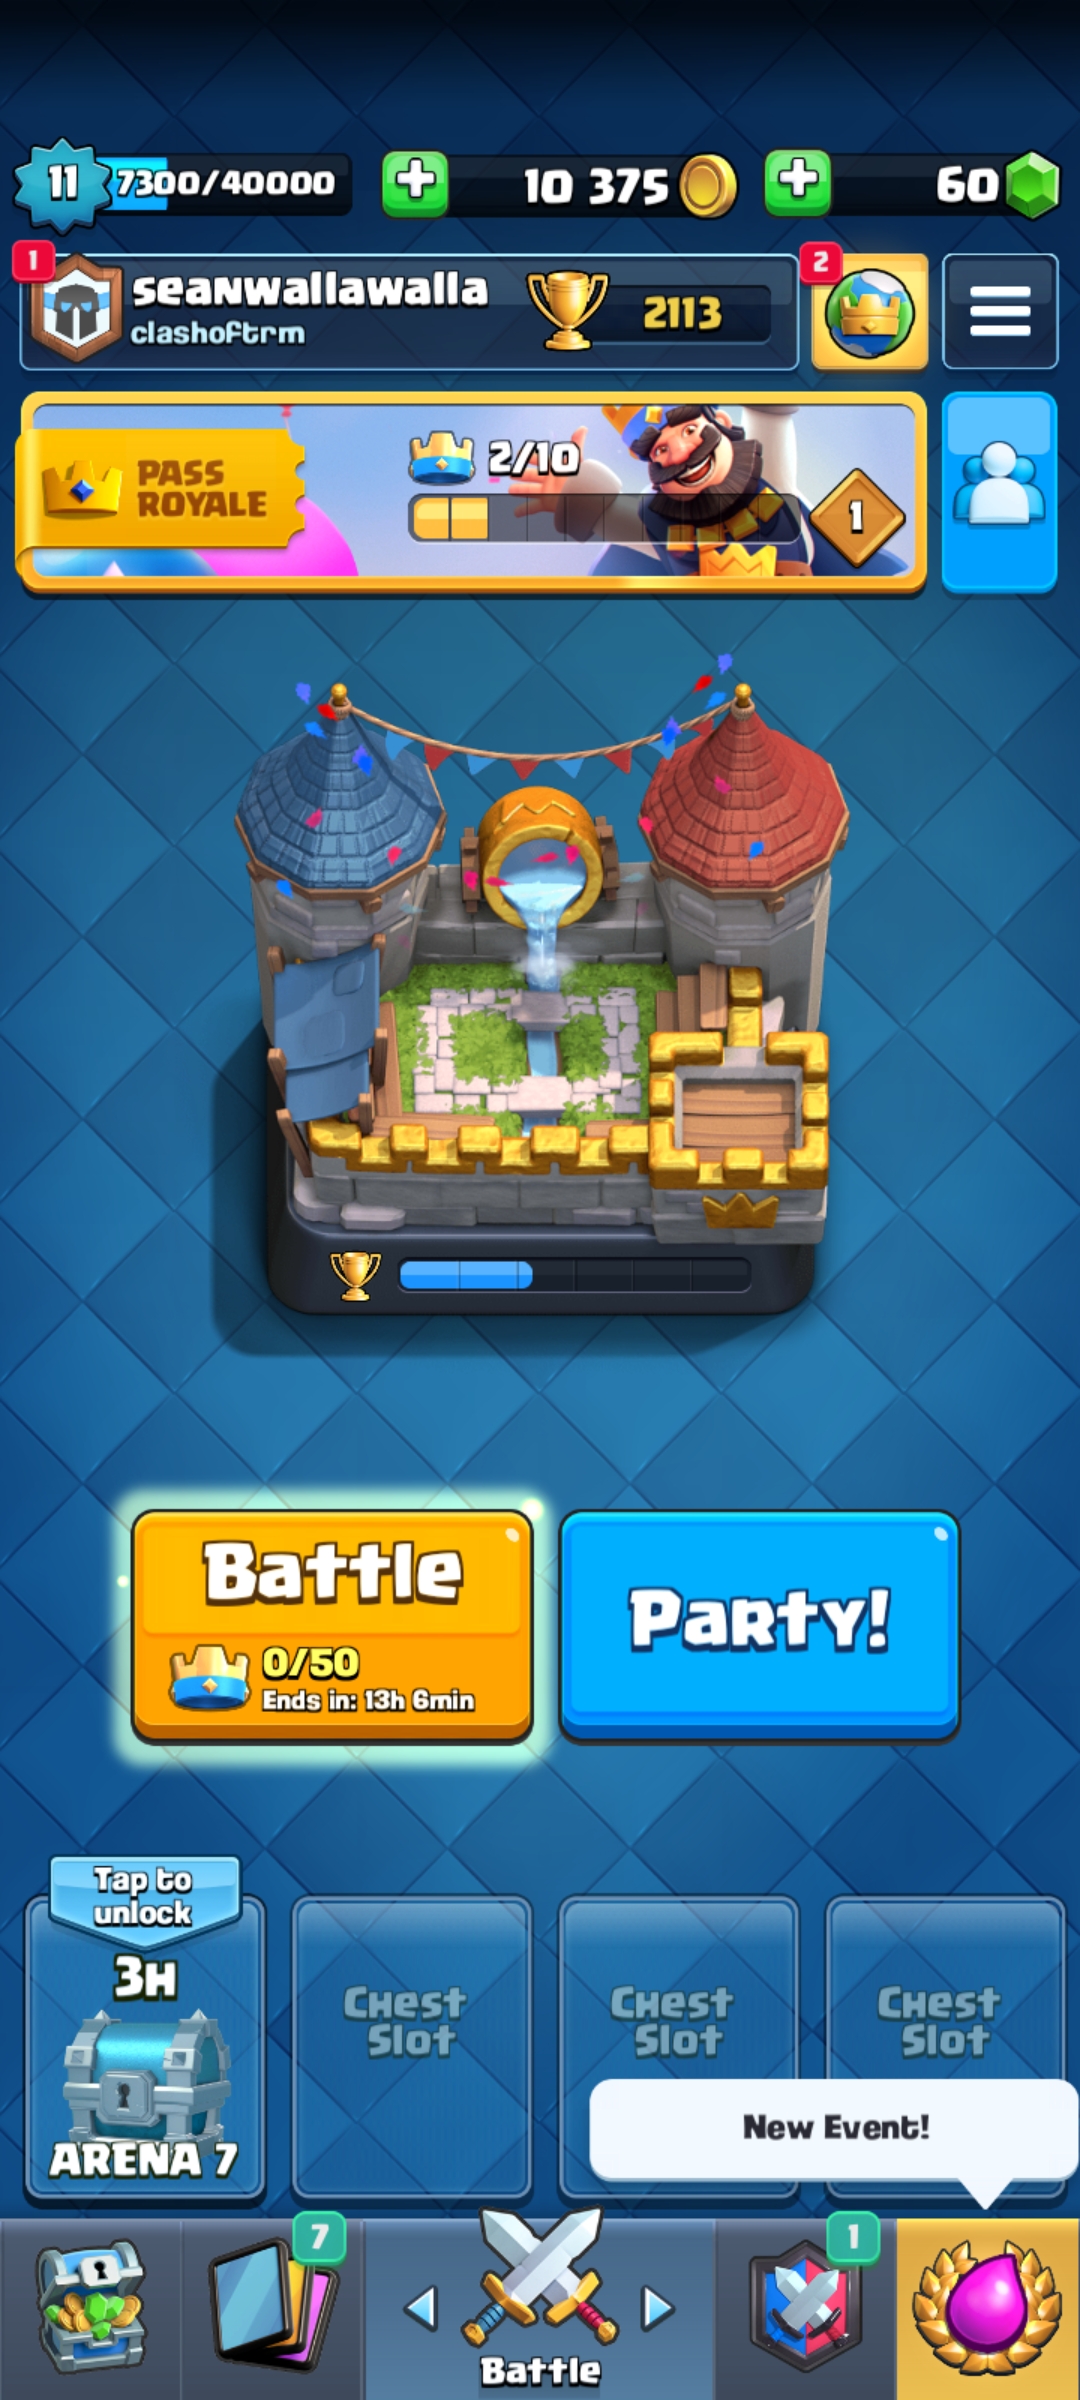 11
7300/40000
10 375
60
1
seanwallawalla
2113
2
clashoftrm
PASS
ROYALE
2/10
1
Battle
0/50
Ends in: 13h 6min
Party!
Tap to
unlock
3H
ARENA 7
Chest
Slot
Chest
Slot
Chest
Slot
New Event!
7
1
Battle